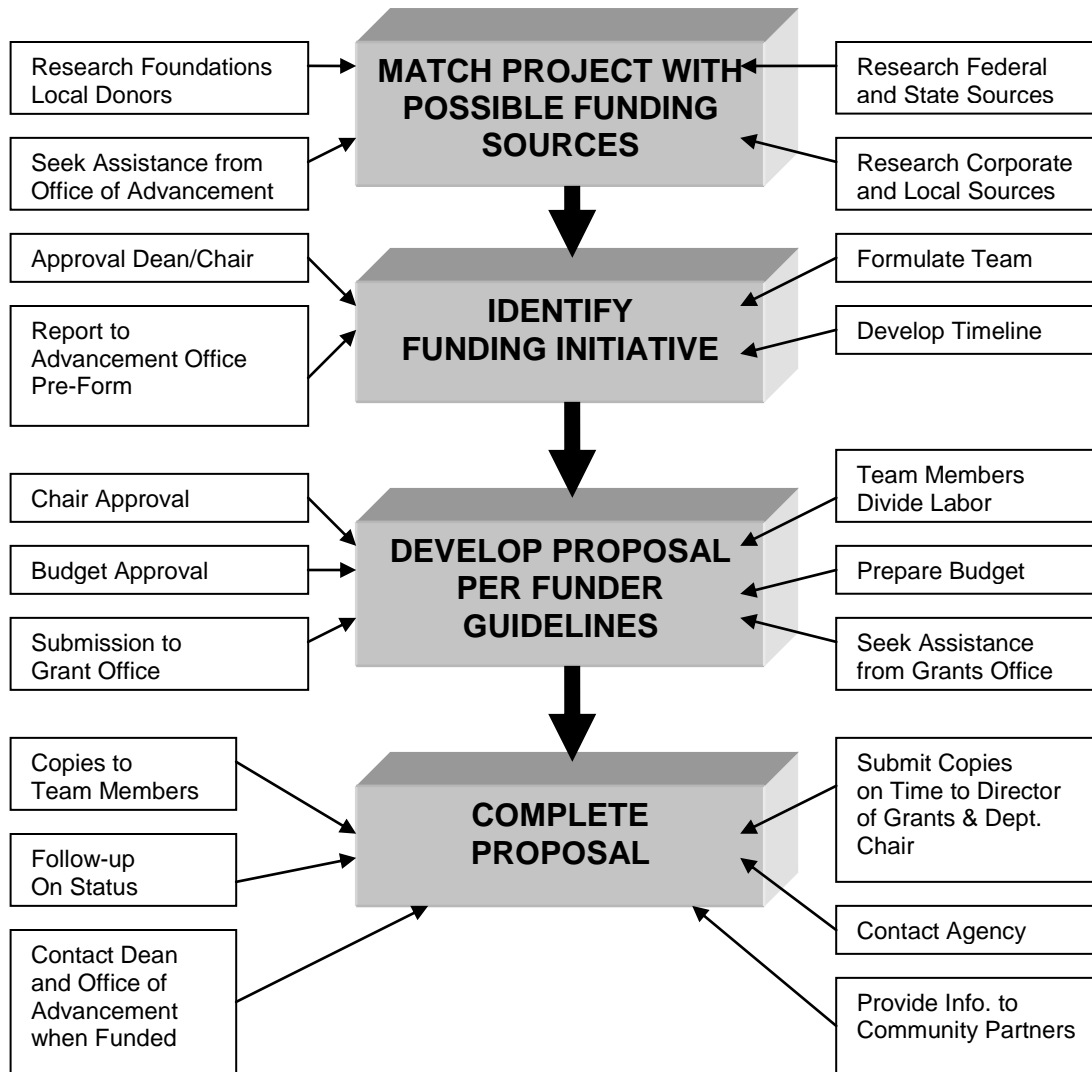 Research Foundations
Local Donors
Seek Assistance from
Office of Advancement
MATCH PROJECT WITH
POSSIBLE FUNDING
SOURCES
Research Federal
and State Sources
Research Corporate
and Local Sources
Approval Dean/Chair
Report to
Advancement Office
Pre-Form
IDENTIFY
FUNDING INITIATIVE
Formulate Team
Develop Timeline
Chair Approval
Budget Approval
Submission to
Grant Office
DEVELOP PROPOSAL
PER FUNDER
GUIDELINES
Team Members
Divide Labor
Prepare Budget
Seek Assistance
from Grants Office
Copies to
Team Members
Follow-up
On Status
Contact Dean
and Office of
Advancement
when Funded
COMPLETE
PROPOSAL
Submit Copies
on Time to Director
of Grants & Dept.
Chair
Contact Agency
Provide Info. to
Community Partners